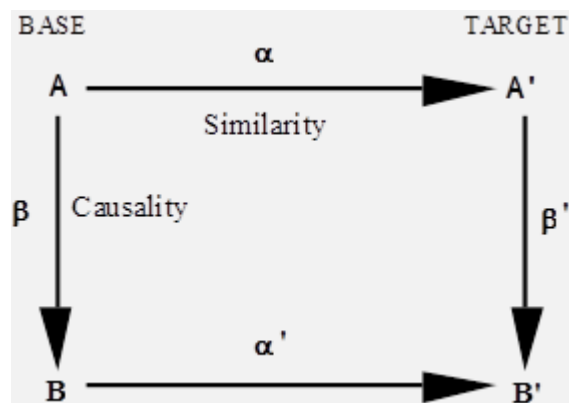 BASE TARGET
α
A A'
Similarity
β Causality β'
α'
B B'